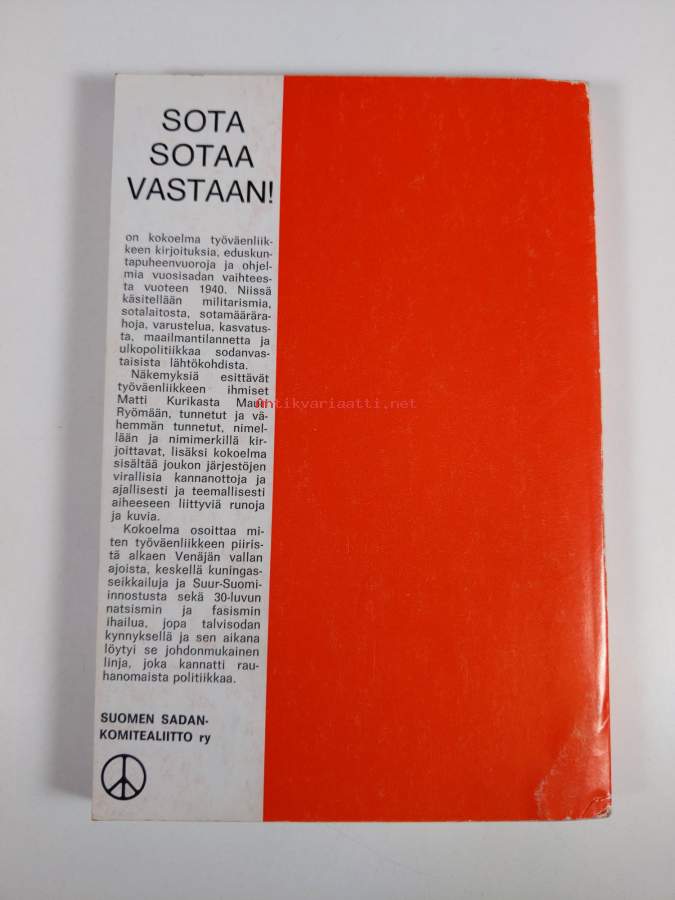 SOTA
SOTAA
VASTAAN!
on kokoelma työväenliik-
keen kirjoituksia, eduskun-
tapuheenvuoroja ja ohjel-
mia vuosisadan vaihtees-
ta vuoteen 1940. Niissä
käsitellään militarismia,
sotalaitosta, sotamäärära-
hoja, varustelua, kasvatus-
ta, maailmantilannetta ja
ulkopolitiikkaa sodanvas-
taisista lähtökohdista.
Näkemyksiä esittävät
työväenliikkeen ihmiset
Matti Kurikasta Mauri
Ryömään, tunnetut ja vä-
hemmän tunnetut, nimel-
lään ja nimimerkillä kir-
joittavat, lisäksi kokoelma
sisältää joukon järjestöjen
virallisia kannanottoja ja
ajallisesti ja teemallisesti
aiheeseen liittyviä runoja
ja kuvia.
Kokoelma osoittaa mi-
ten työväenliikkeen piiris-
tä alkaen Venäjän vallan
ajoista, keskellä kuningas-
seikkailuja ja Suur-Suomi-
innostusta sekä 30-luvun
natsismin ja fasismin
ihailua, jopa talvisodan
kynnyksellä ja sen aikana
löytyi se johdonmukainen
linja, joka kannatti rau-
hanomaista politiikkaa.
SUOMEN SADAN-
KOMITEALIITTO ry
Antikvariaatti.net